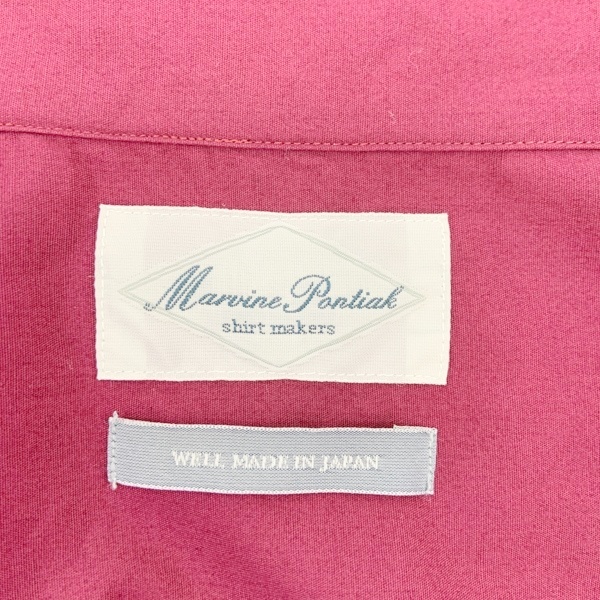 Marvine Pontiak
shirt makers
WELL MADE IN JAPAN